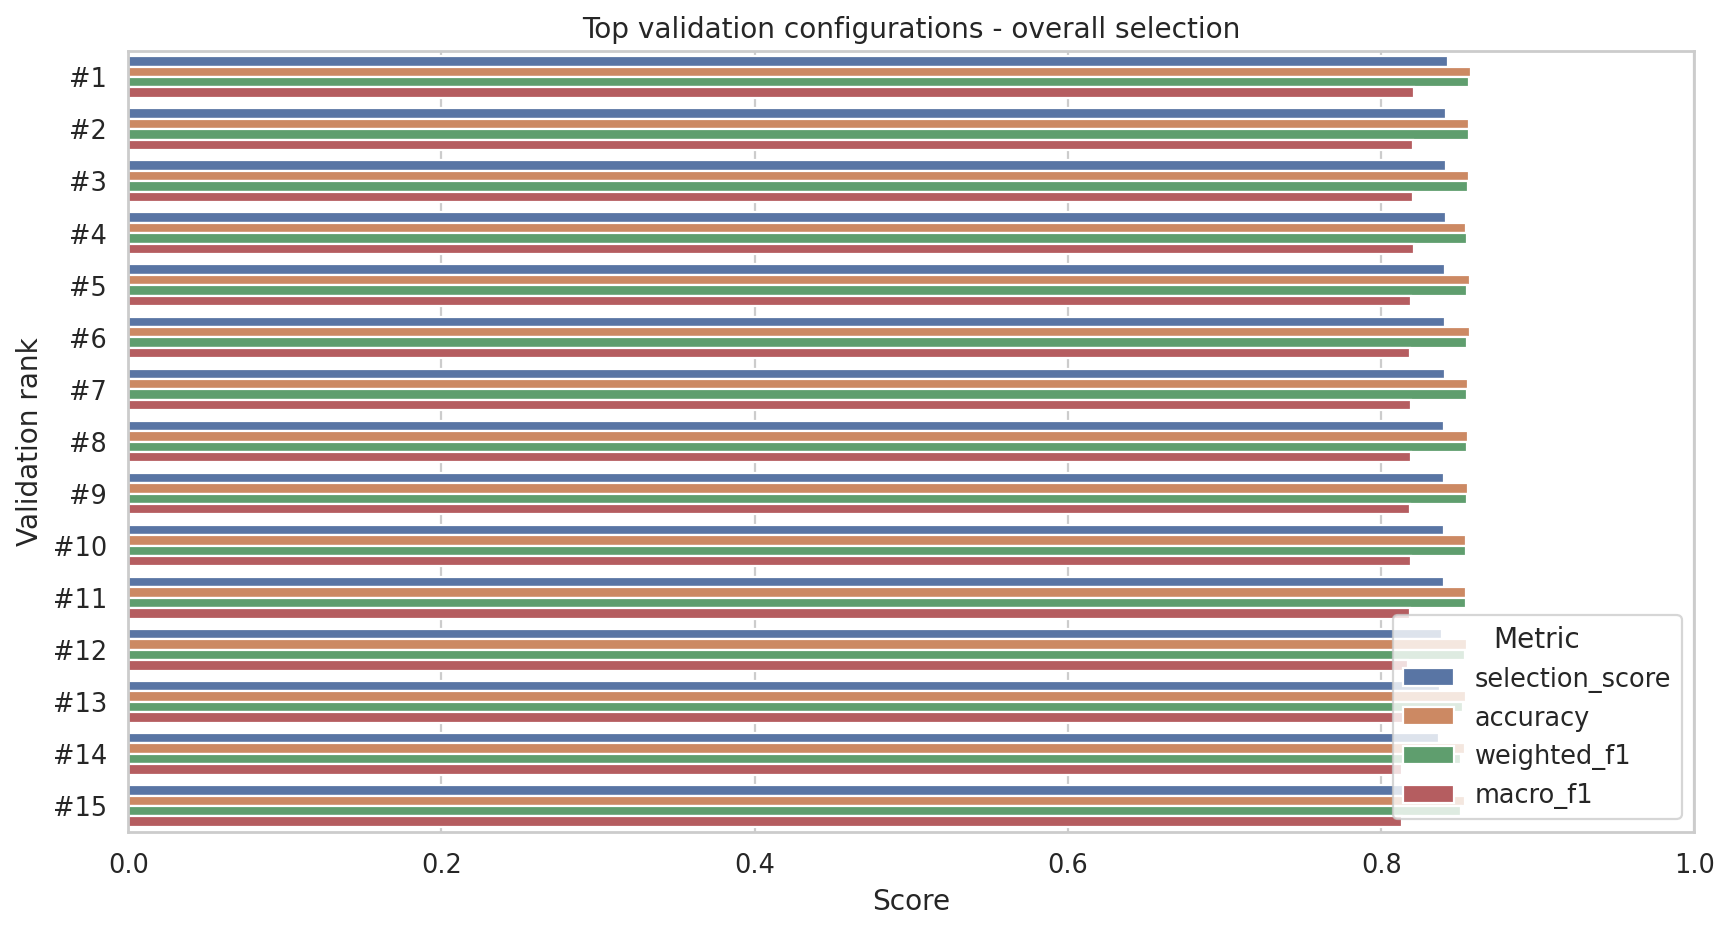 Top validation configurations - overall selection
Validation rank
#1
#2
#3
#4
#5
#6
#7
#8
#9
#10
#11
#12
#13
#14
#15
Metric
selection_score
accuracy
weighted_f1
macro_f1
0.0 0.2 0.4 0.6 0.8 1.0
Score